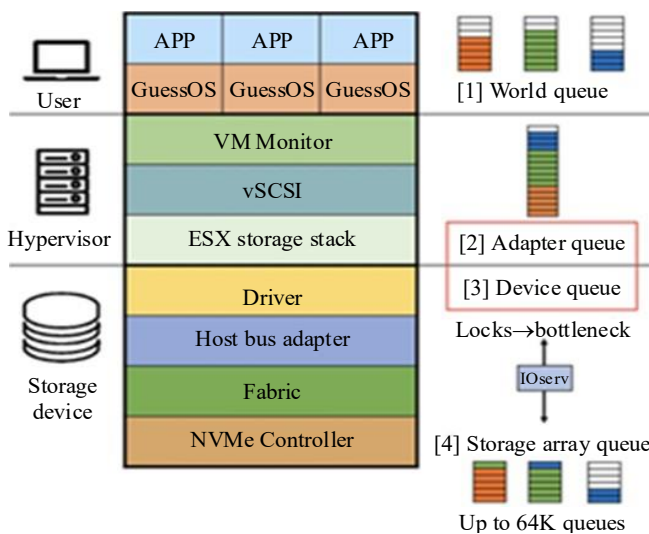 APP APP APP
User
GuessOS GuessOS GuessOS
[1] World queue
VM Monitor
vSCSI
Hypervisor
ESX storage stack
[2] Adapter queue
Driver
[3] Device queue
Host bus adapter
Locks→bottleneck
Storage
device
Fabric
IOserv
NVMe Controller
[4] Storage array queue
Up to 64K queues